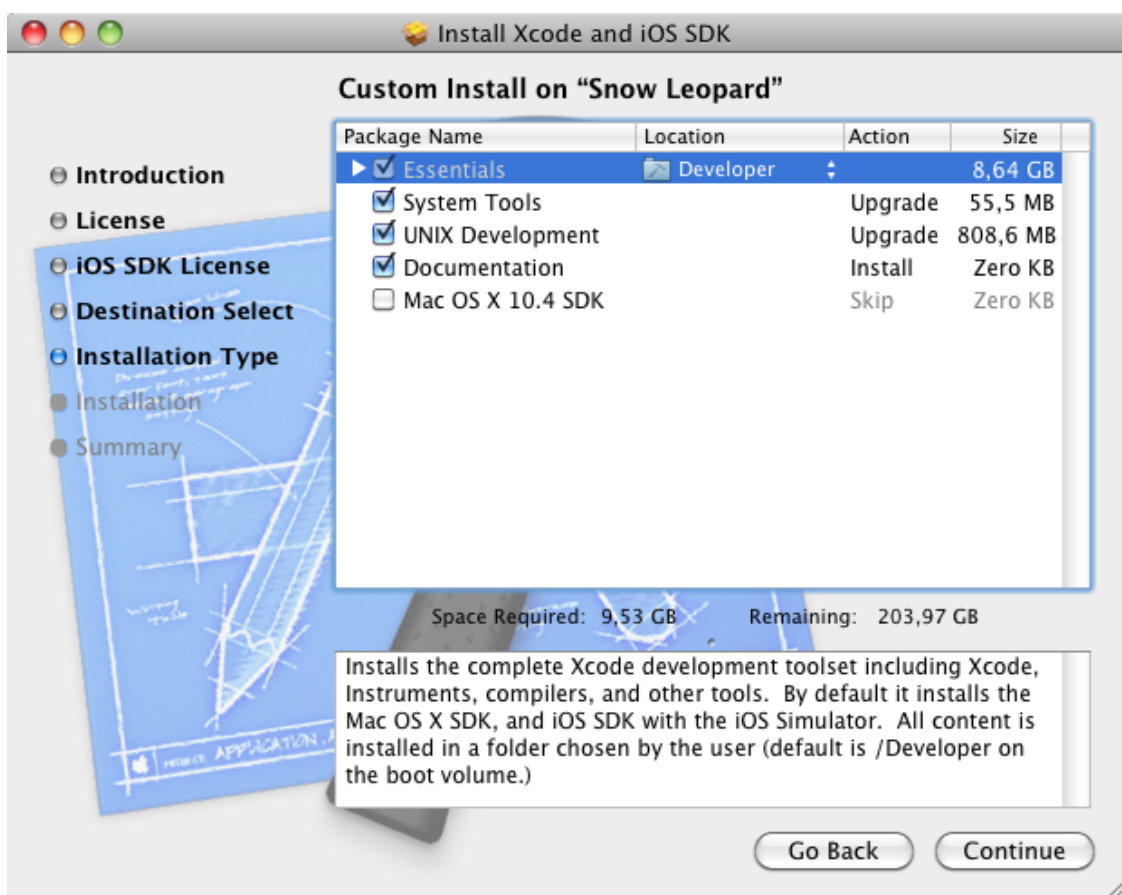 Install Xcode and iOS SDK
Custom Install on “Snow Leopard”
Introduction
License
iOS SDK License
Destination Select
Installation Type
Installation
Summary
Package Name Location Action Size
Essentials Developer 8,64 GB
System Tools Upgrade 55,5 MB
UNIX Development Upgrade 808,6 MB
Documentation Install Zero KB
Mac OS X 10.4 SDK Skip Zero KB
Space Required: 9,53 GB Remaining: 203,97 GB
Installs the complete Xcode development toolset including Xcode,
Instruments, compilers, and other tools. By default it installs the
Mac OS X SDK, and iOS SDK with the iOS Simulator. All content is
installed in a folder chosen by the user (default is /Developer on
the boot volume.)
PROJECT: APPLICATION.A
Go Back Continue